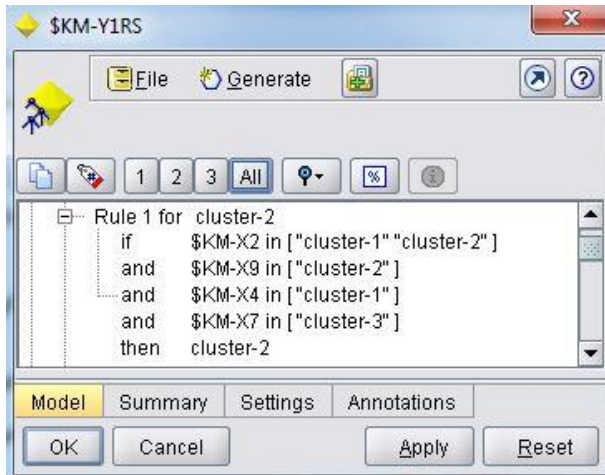 $KM-Y1RS
File Generate
1 2 3 All %
Rule 1 for cluster-2
if $KM-X2 in ["cluster-1" "cluster-2" ]
and $KM-X9 in ["cluster-2" ]
and $KM-X4 in ["cluster-1" ]
and $KM-X7 in ["cluster-3" ]
then cluster-2
Model Summary Settings Annotations
OK Cancel Apply Reset